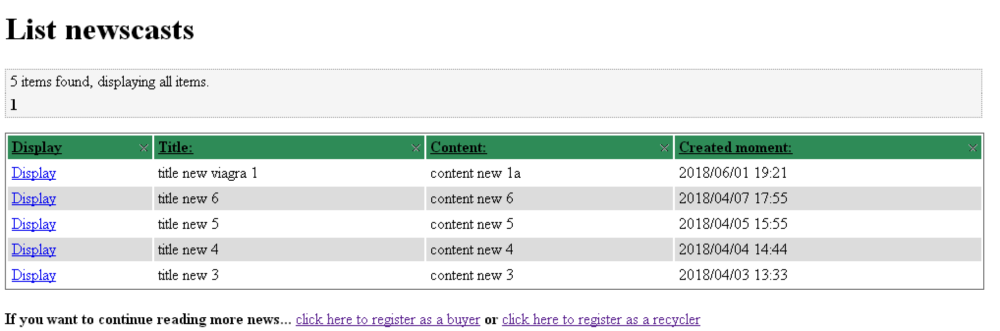 List newscasts
5 items found, displaying all items.
1
Display Title: Content: Created moment:
Display title new viagra 1 content new 1a 2018/06/01 19:21
Display title new 6 content new 6 2018/04/07 17:55
Display title new 5 content new 5 2018/04/05 15:55
Display title new 4 content new 4 2018/04/04 14:44
Display title new 3 content new 3 2018/04/03 13:33
If you want to continue reading more news... click here to register as a buyer or click here to register as a recycler